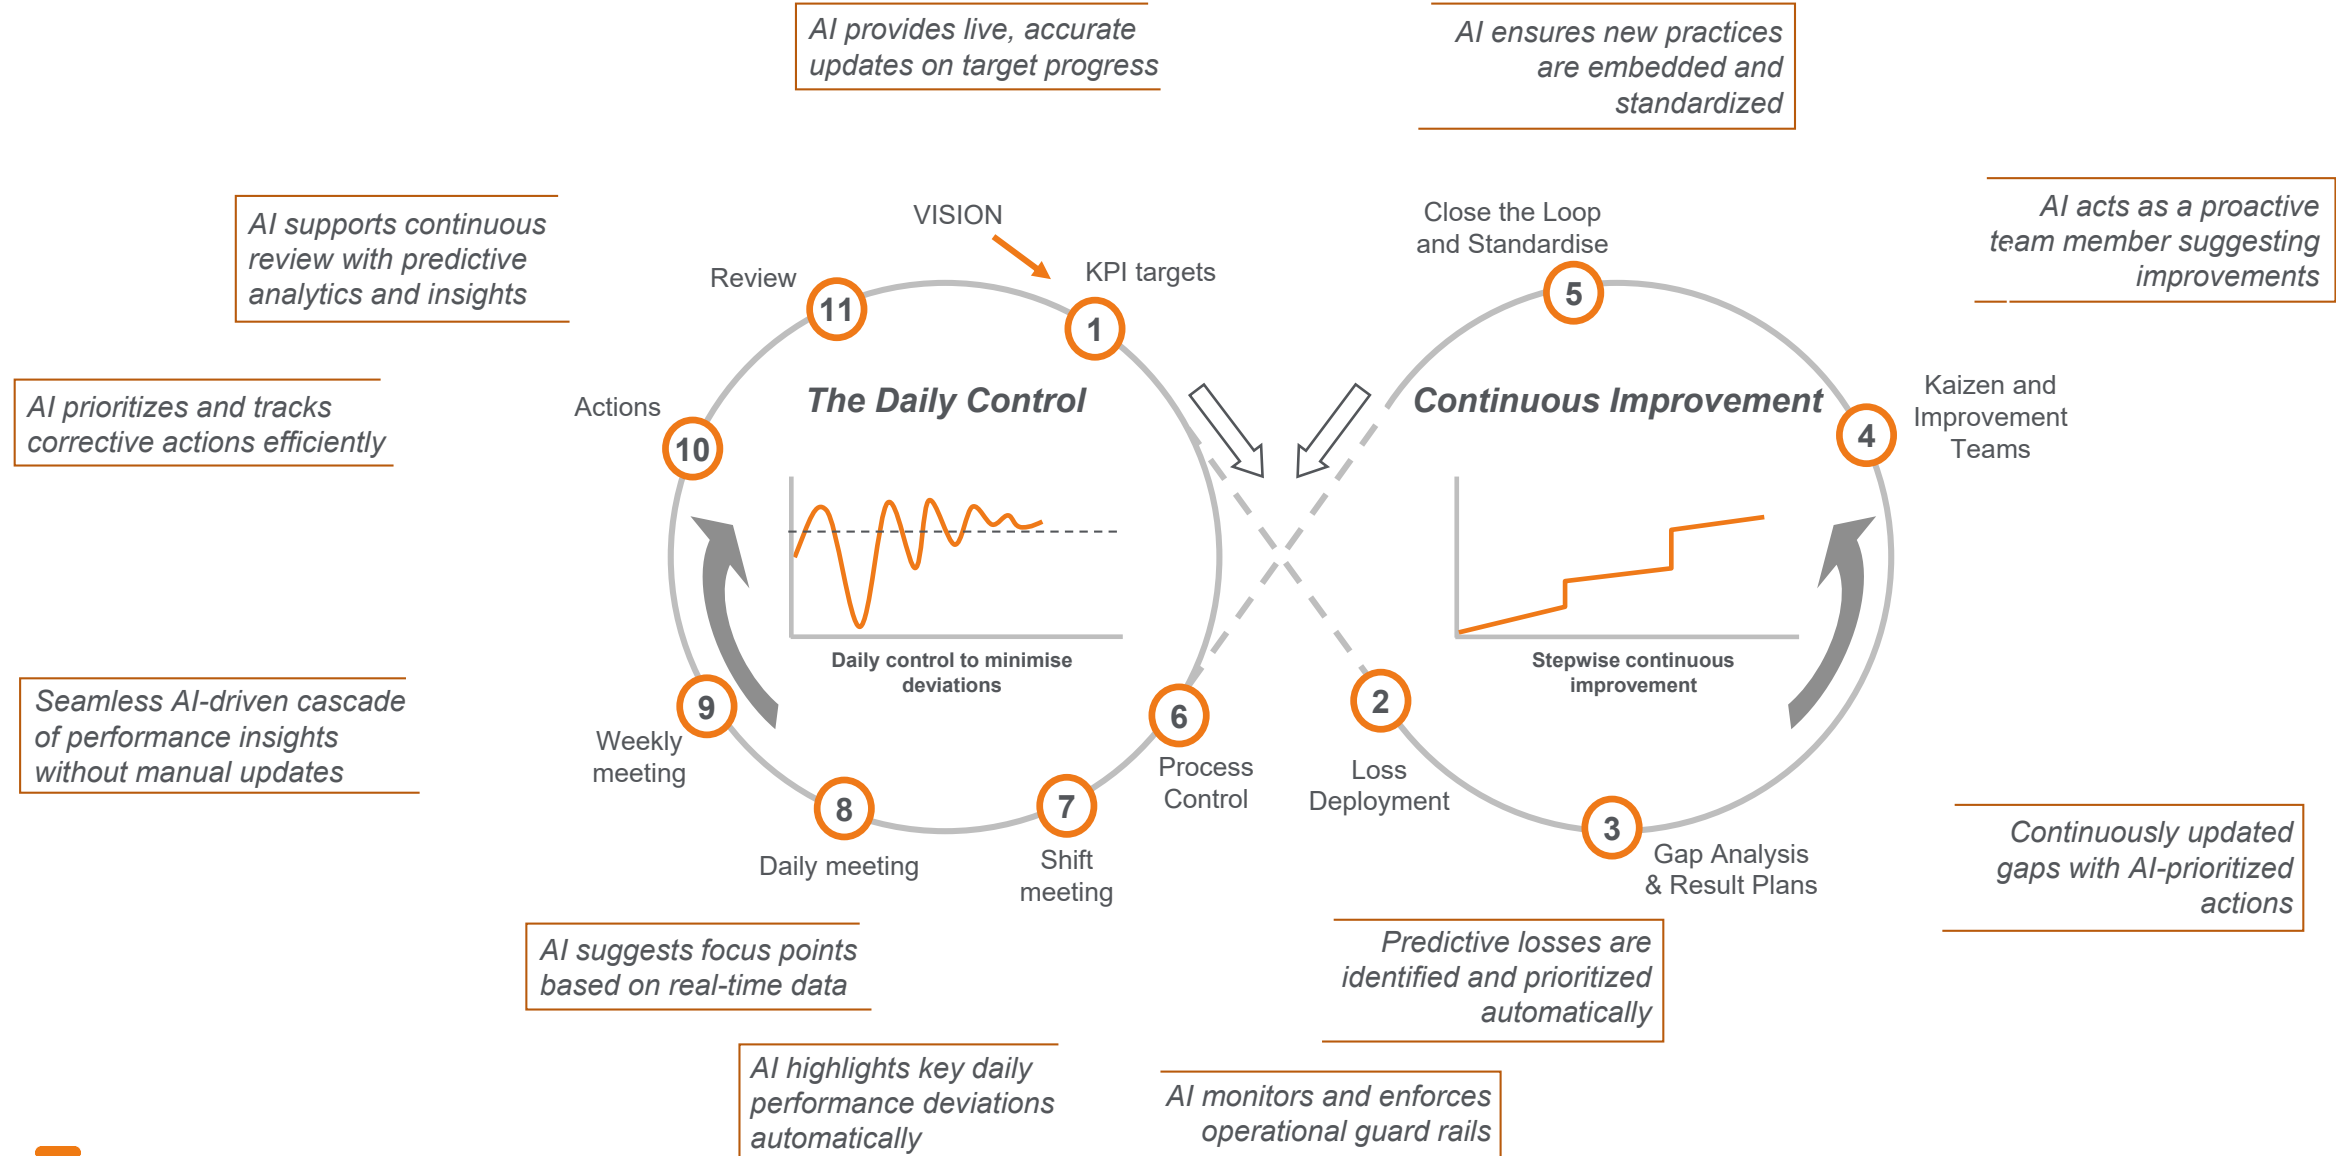 AI provides live, accurate
updates on target progress
AI ensures new practices
are embedded and
standardized
AI supports continuous
review with predictive
analytics and insights
AI acts as a proactive
team member suggesting
improvements
VISION
Close the Loop
and Standardise
Review
KPI targets
11
1
5
AI prioritizes and tracks
corrective actions efficiently
Actions
10
The Daily Control
Continuous Improvement
4
Kaizen and
Improvement
Teams
Daily control to minimise
deviations
Stepwise continuous
improvement
Seamless AI-driven cascade
of performance insights
without manual updates
9
Weekly
meeting
6
Process
Control
2
Loss
Deployment
8
Daily meeting
7
Shift
meeting
3
Gap Analysis
& Result Plans
Continuously updated
gaps with AI-prioritized
actions
AI suggests focus points
based on real-time data
Predictive losses are
identified and prioritized
automatically
AI highlights key daily
performance deviations
automatically
AI monitors and enforces
operational guard rails